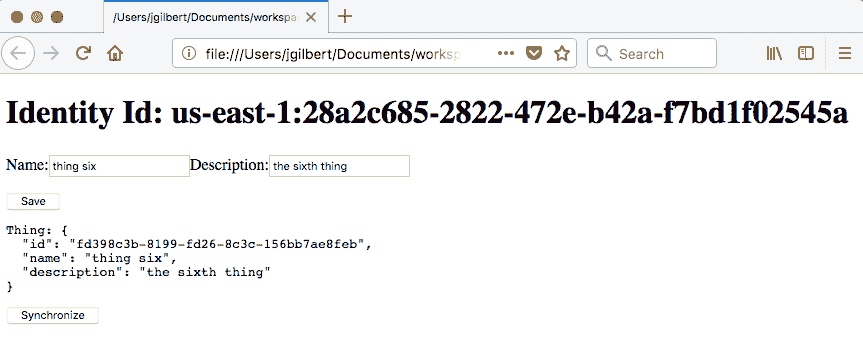 /Users/jgilbert/Documents/workspa
file:///Users/jgilbert/Documents/worksp
Search
Identity Id: us-east-1:28a2c685-2822-472e-b42a-f7bd1f02545a
Name: thing six Description: the sixth thing
Save
Thing: {
"id": "fd398c3b-8199-fd26-8c3c-156bb7ae8feb",
"name": "thing six",
"description": "the sixth thing"
}
Synchronize